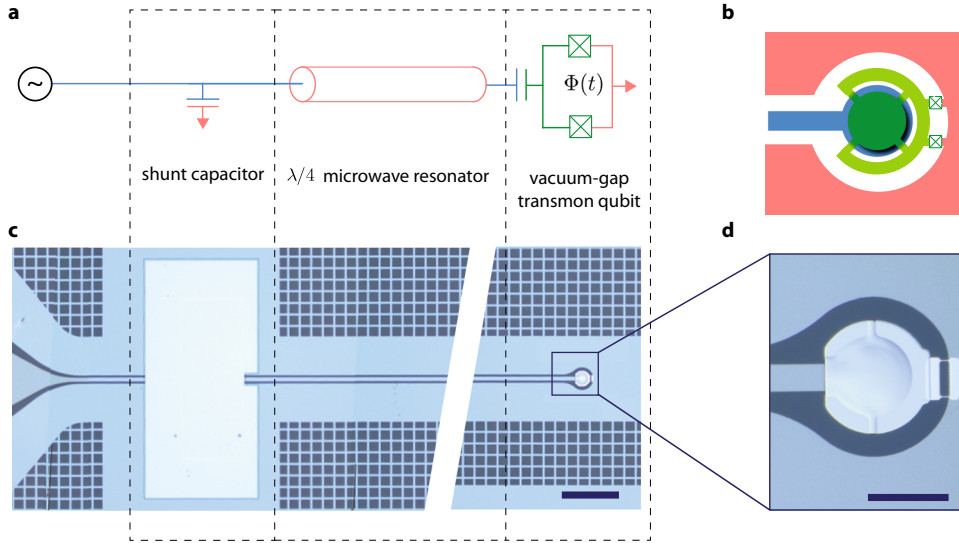 a
b
~
Φ(t)
shunt capacitor
λ/4 microwave resonator
vacuum-gap
transmon qubit
c
d